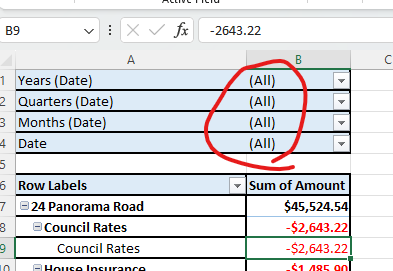 Active Field
B9 fx -2643.22
A B C
1 Years (Date) (All)
2 Quarters (Date) (All)
3 Months (Date) (All)
4 Date (All)
5
6 Row Labels Sum of Amount
7 24 Panorama Road $45,524.54
8 Council Rates -$2,643.22
9 Council Rates -$2,643.22
10 House Insurance -$1,485.90